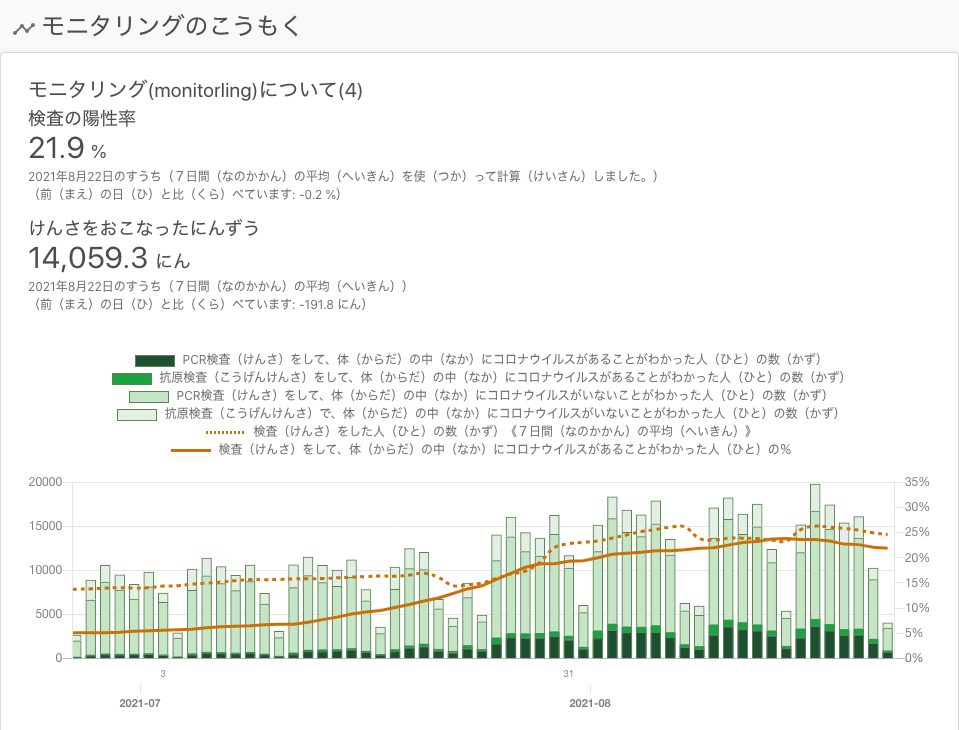 モニタリングのこうもく
モニタリング(monitorling)について(4)
検査の陽性率
21.9 %
2021年8月22日のすうち（７日間（なのかかん）の平均（へいきん）を使（つか）って計算（けいさん）しました。）
（前（まえ）の日（ひ）と比（くら）べています: -0.2 %）
けんさをおこなったにんずう
14,059.3 にん
2021年8月22日のすうち（７日間（なのかかん）の平均（へいきん））
（前（まえ）の日（ひ）と比（くら）べています: -191.8 にん）
PCR検査（けんさ）をして、体（からだ）の中（なか）にコロナウイルスがあることがわかった人（ひと）の数（かず）
抗原検査（こうげんけんさ）をして、体（からだ）の中（なか）にコロナウイルスがあることがわかった人（ひと）の数（かず）
PCR検査（けんさ）をして、体（からだ）の中（なか）にコロナウイルスがいないことがわかった人（ひと）の数（かず）
抗原検査（こうげんけんさ）で、体（からだ）の中（なか）にコロナウイルスがいないことがわかった人（ひと）の数（かず）
検査（けんさ）をした人（ひと）の数（かず）《７日間（なのかかん）の平均（へいきん）》
検査（けんさ）をして、体（からだ）の中（なか）にコロナウイルスがあることがわかった人（ひと）の%
20000 35%
30%
15000 25%
20%
10000
15%
5000 10%
5%
0 0%
3 31
2021-07 2021-08